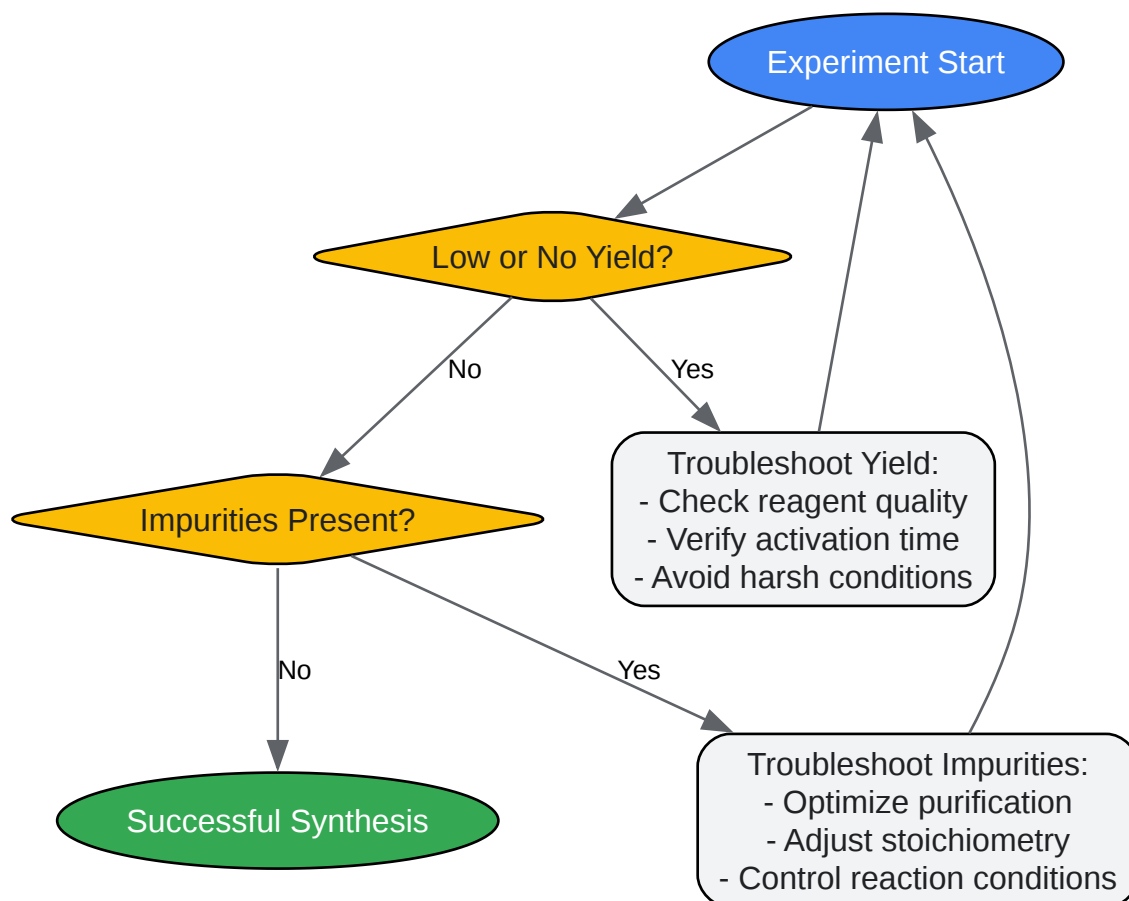 Experiment Start
Low or No Yield?
No
Yes
Troubleshoot Yield:
- Check reagent quality
- Verify activation time
- Avoid harsh conditions
Impurities Present?
No
Yes
Successful Synthesis
Troubleshoot Impurities:
- Optimize purification
- Adjust stoichiometry
- Control reaction conditions